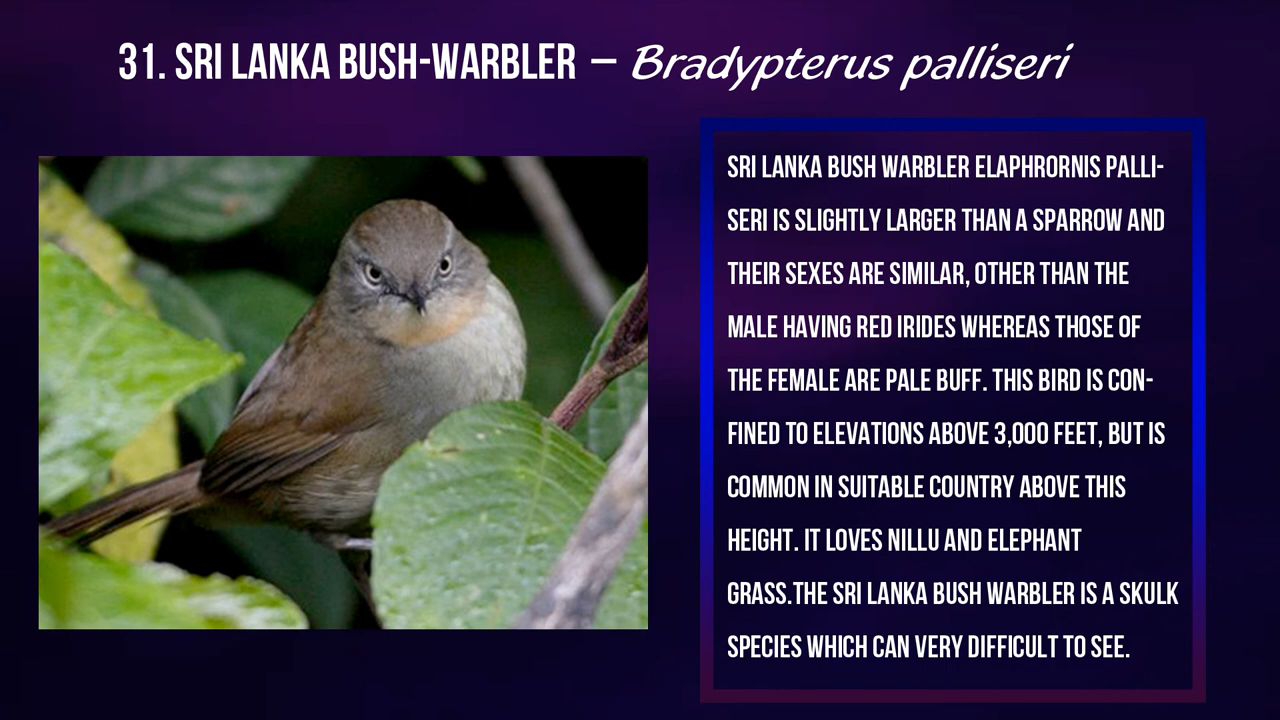 31. SRI LANKA BUSH-WARBLER – Bradypterus palliseri
SRI LANKA BUSH WARBLER ELAPHRORNIS PALLI-
SERI IS SLIGHTLY LARGER THAN A SPARROW AND
THEIR SEXES ARE SIMILAR, OTHER THAN THE
MALE HAVING RED IRIDES WHEREAS THOSE OF
THE FEMALE ARE PALE BUFF. THIS BIRD IS CON-
FINED TO ELEVATIONS ABOVE 3,000 FEET, BUT IS
COMMON IN SUITABLE COUNTRY ABOVE THIS
HEIGHT. IT LOVES NILLU AND ELEPHANT
GRASS.THE SRI LANKA BUSH WARBLER IS A SKULK
SPECIES WHICH CAN VERY DIFFICULT TO SEE.